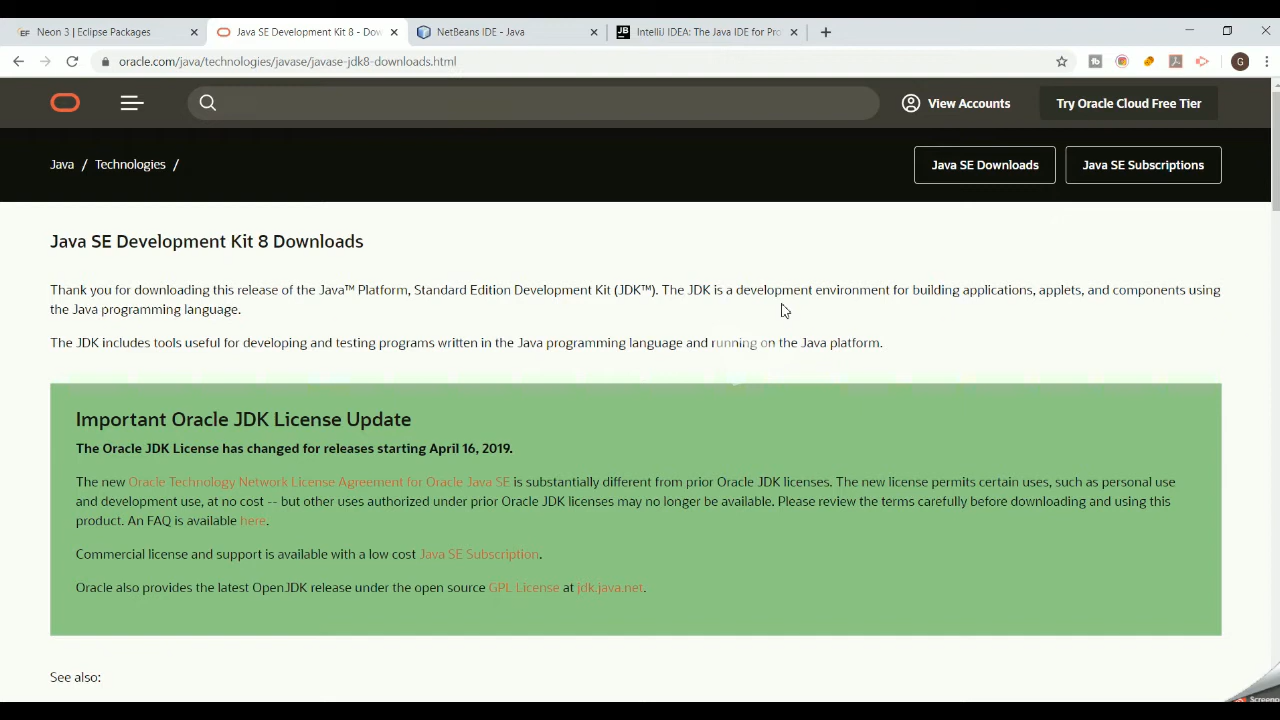 Neon 3 | Eclipse Packages
Java SE Development Kit 8 - Dow
NetBeans IDE - Java
IntelliJ IDEA: The Java IDE for Pro
oracle.com/java/technologies/javase/javase-jdk8-downloads.html
G
View Accounts
Try Oracle Cloud Free Tier
Java / Technologies /
Java SE Downloads
Java SE Subscriptions
Java SE Development Kit 8 Downloads
Thank you for downloading this release of the Java™ Platform, Standard Edition Development Kit (JDK™). The JDK is a development environment for building applications, applets, and components using
the Java programming language.
The JDK includes tools useful for developing and testing programs written in the Java programming language and running on the Java platform.
Important Oracle JDK License Update
The Oracle JDK License has changed for releases starting April 16, 2019.
The new Oracle Technology Network License Agreement for Oracle Java SE is substantially different from prior Oracle JDK licenses. The new license permits certain uses, such as personal use
and development use, at no cost -- but other uses authorized under prior Oracle JDK licenses may no longer be available. Please review the terms carefully before downloading and using this
product. An FAQ is available here.
Commercial license and support is available with a low cost Java SE Subscription.
Oracle also provides the latest OpenJDK release under the open source GPL License at jdk.java.net.
See also: